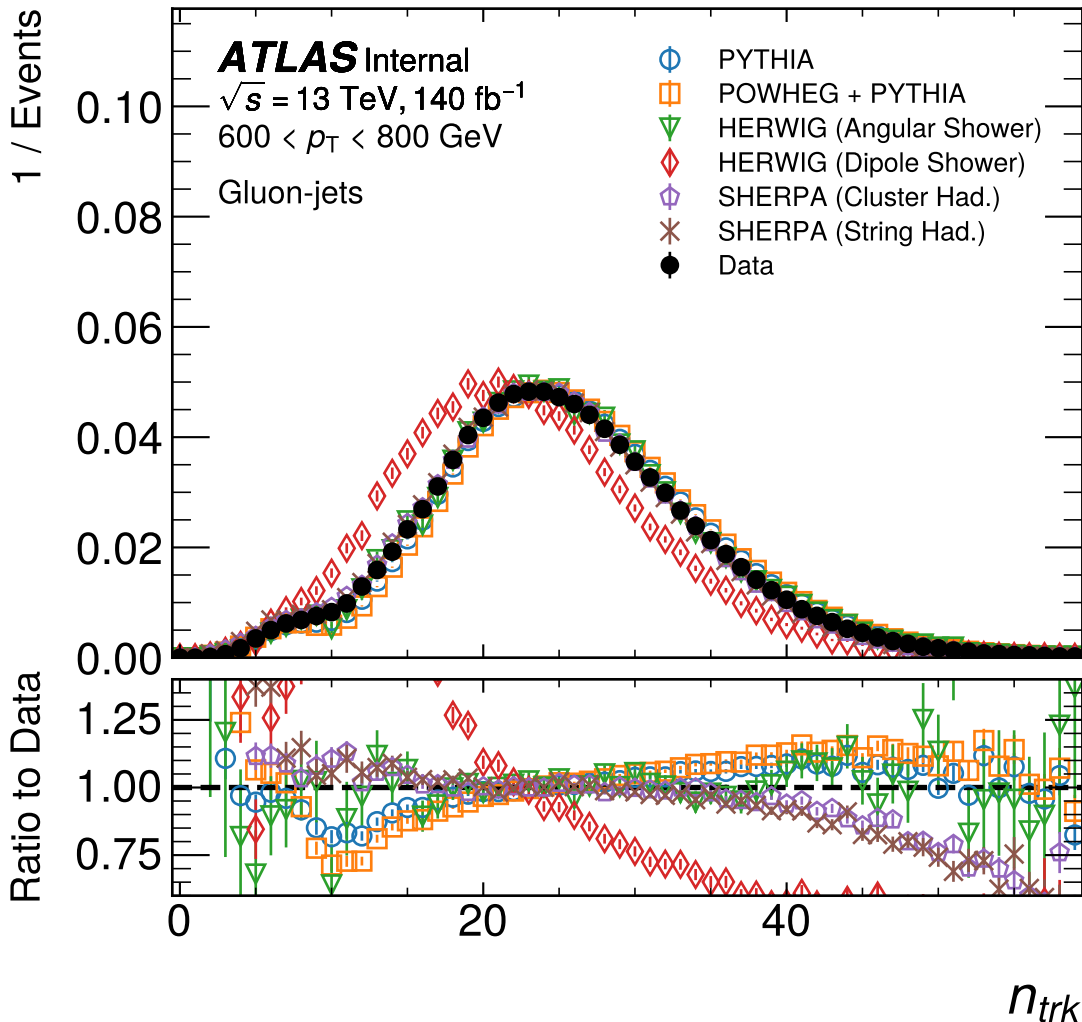 1 / Events
0.10
0.08
0.06
0.04
0.02
0.00
ATLAS Internal
√s = 13 TeV, 140 fb⁻¹
600 < pT < 800 GeV
Gluon-jets
PYTHIA
POWHEG + PYTHIA
HERWIG (Angular Shower)
HERWIG (Dipole Shower)
SHERPA (Cluster Had.)
SHERPA (String Had.)
Data
Ratio to Data
1.25
1.00
0.75
0
20
40
ntrk